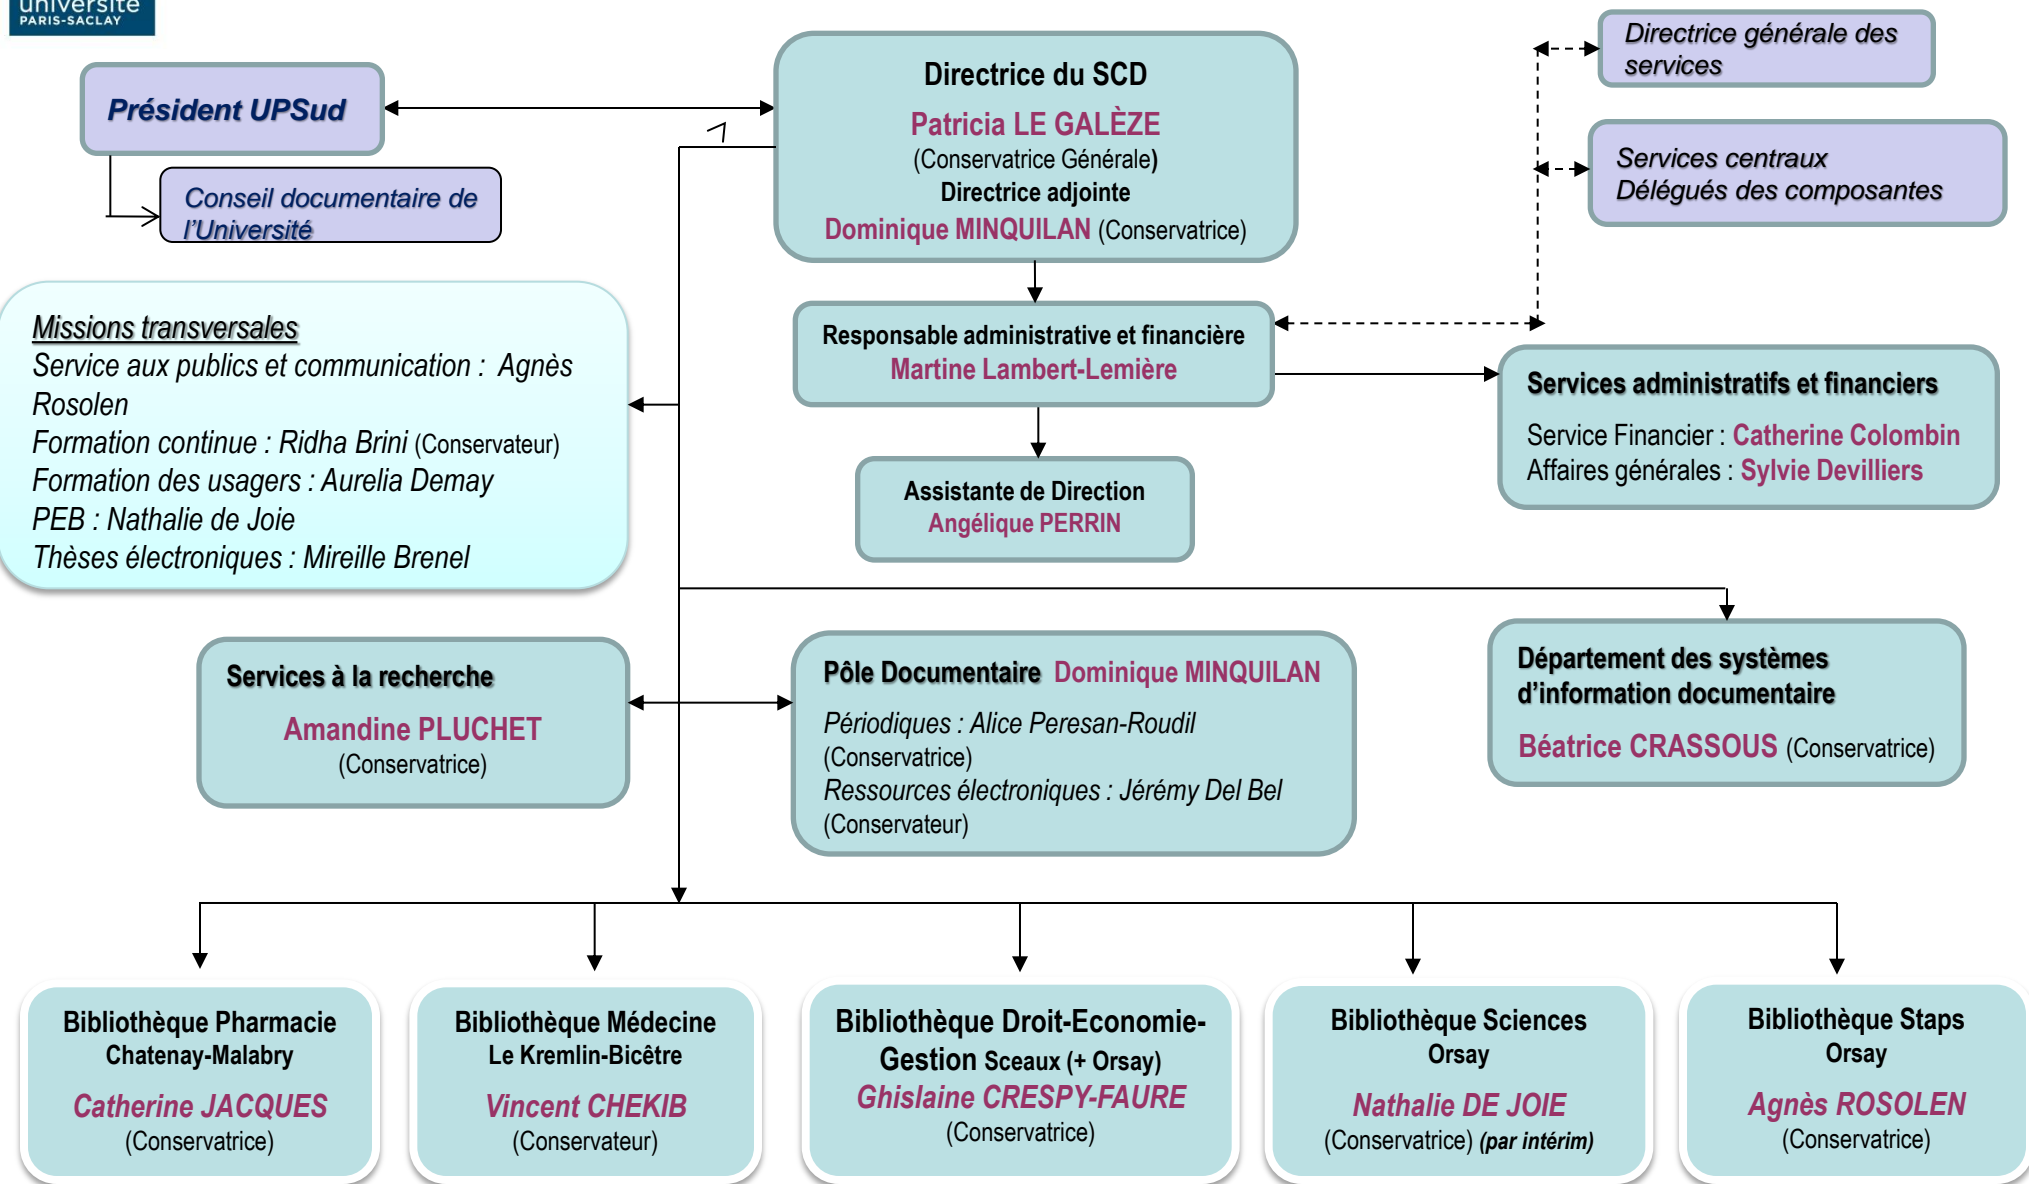 université
PARIS-SACLAY
Directrice générale des
services
Directrice du SCD
Patricia LE GALÈZE
(Conservatrice Générale)
Directrice adjointe
Dominique MINQUILAN (Conservatrice)
Président UPSud
Conseil documentaire de
l'Université
Services centraux
Délégués des composantes
Missions transversales
Service aux publics et communication : Agnès
Rosolen
Formation continue : Ridha Brini (Conservateur)
Formation des usagers : Aurelia Demay
PEB : Nathalie de Joie
Thèses électroniques : Mireille Brenel
Responsable administrative et financière
Martine Lambert-Lemière
Services administratifs et financiers
Service Financier : Catherine Colombin
Affaires générales : Sylvie Devilliers
Assistante de Direction
Angélique PERRIN
Services à la recherche
Amandine PLUCHET
(Conservatrice)
Pôle Documentaire Dominique MINQUILAN
Périodiques : Alice Peresan-Roudil
(Conservatrice)
Ressources électroniques : Jérémy Del Bel
(Conservateur)
Département des systèmes
d'information documentaire
Béatrice CRASSOUS (Conservatrice)
Bibliothèque Pharmacie
Chatenay-Malabry
Catherine JACQUES
(Conservatrice)
Bibliothèque Médecine
Le Kremlin-Bicêtre
Vincent CHEKIB
(Conservateur)
Bibliothèque Droit-Economie-
Gestion Sceaux (+ Orsay)
Ghislaine CRESPY-FAURE
(Conservatrice)
Bibliothèque Sciences
Orsay
Nathalie DE JOIE
(Conservatrice) (par intérim)
Bibliothèque Staps
Orsay
Agnès ROSOLEN
(Conservatrice)